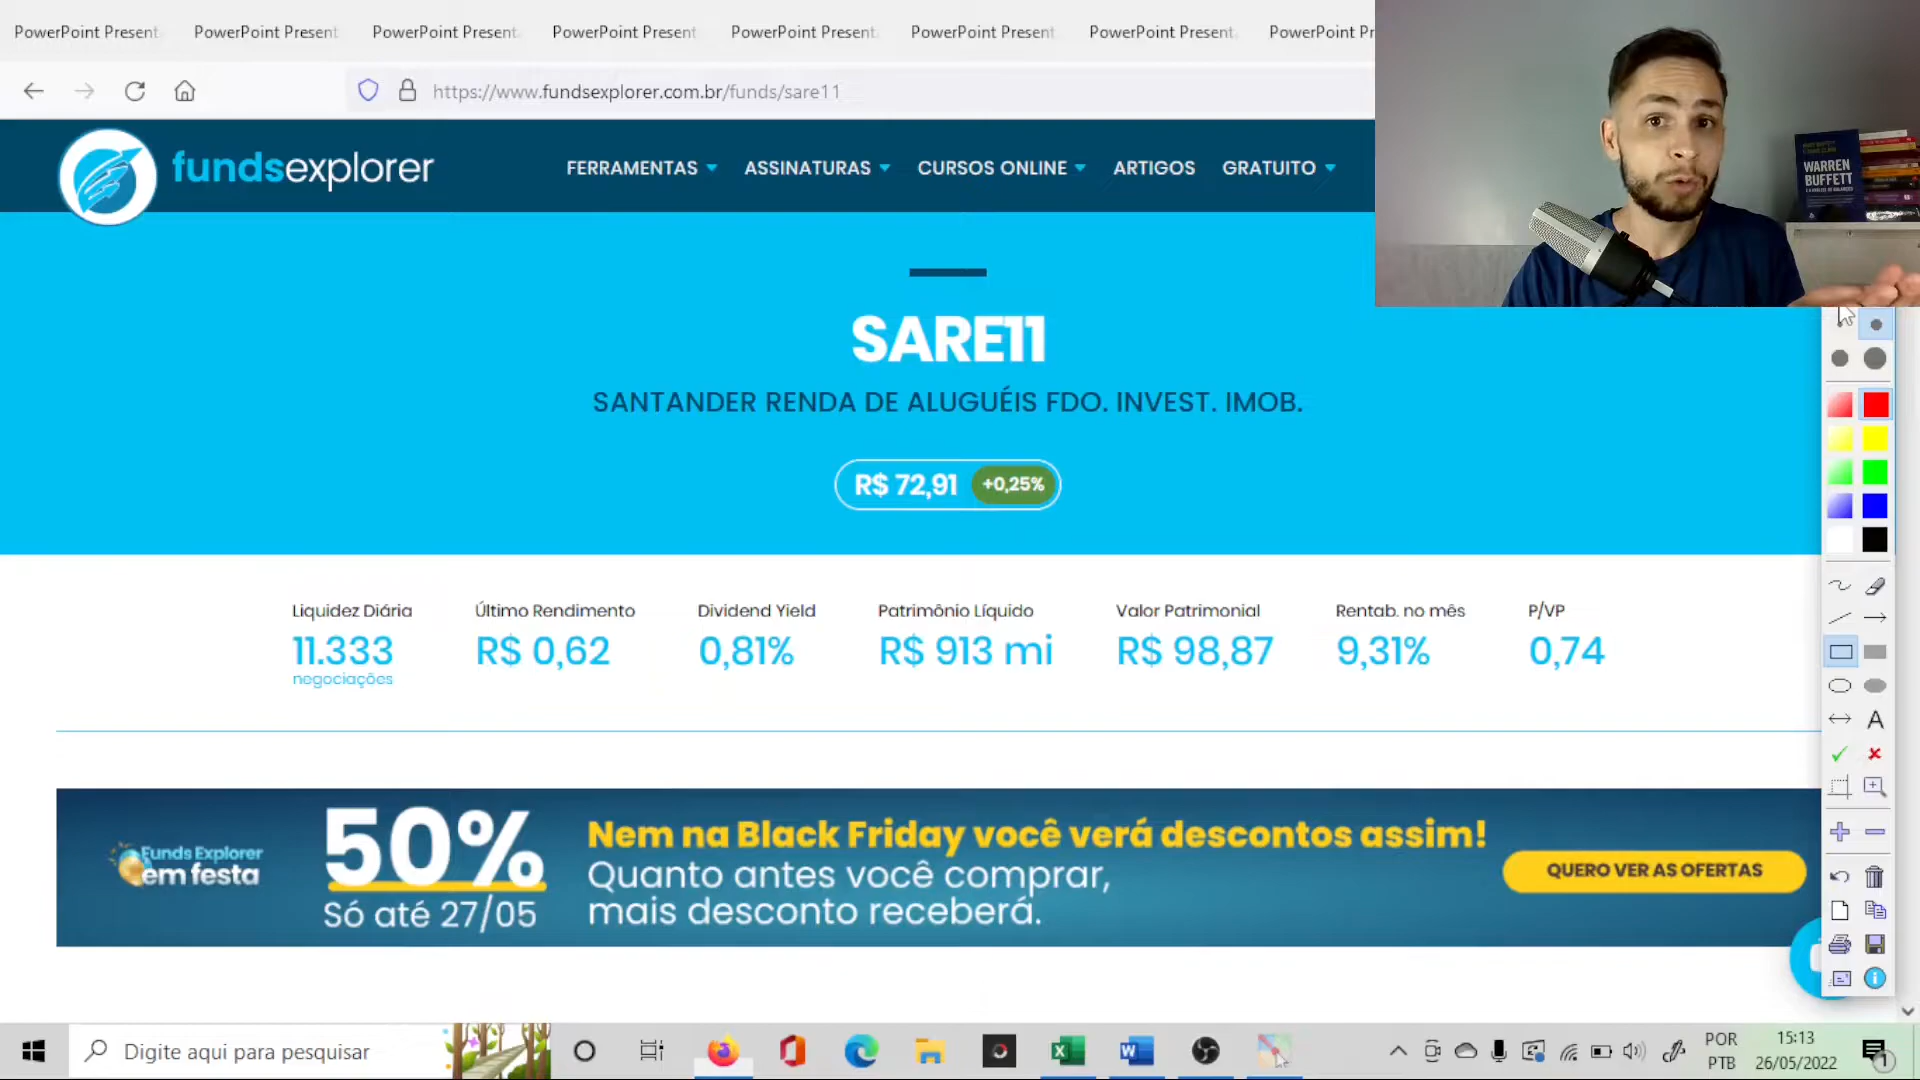 PowerPoint Present
PowerPoint Present
PowerPoint Present
PowerPoint Present
PowerPoint Present
PowerPoint Present
PowerPoint Present
PowerPoint Pr
https://www.fundsexplorer.com.br/funds/sare11
fundsexplorer
FERRAMENTAS
ASSINATURAS
CURSOS ONLINE
ARTIGOS
GRATUITO
WARREN
BUFFETT
SARE11
SANTANDER RENDA DE ALUGUÉIS FDO. INVEST. IMOB.
R$ 72,91 +0,25%
Liquidez Diária
11.333
negociações
Último Rendimento
R$ 0,62
Dividend Yield
0,81%
Patrimônio Líquido
R$ 913 mi
Valor Patrimonial
R$ 98,87
Rentab. no mês
9,31%
P/VP
0,74
Funds Explorer
em festa
50%
Só até 27/05
Nem na Black Friday você verá descontos assim!
Quanto antes você comprar,
mais desconto receberá.
QUERO VER AS OFERTAS
A
Digite aqui para pesquisar
POR
PTB
15:13
26/05/2022
1